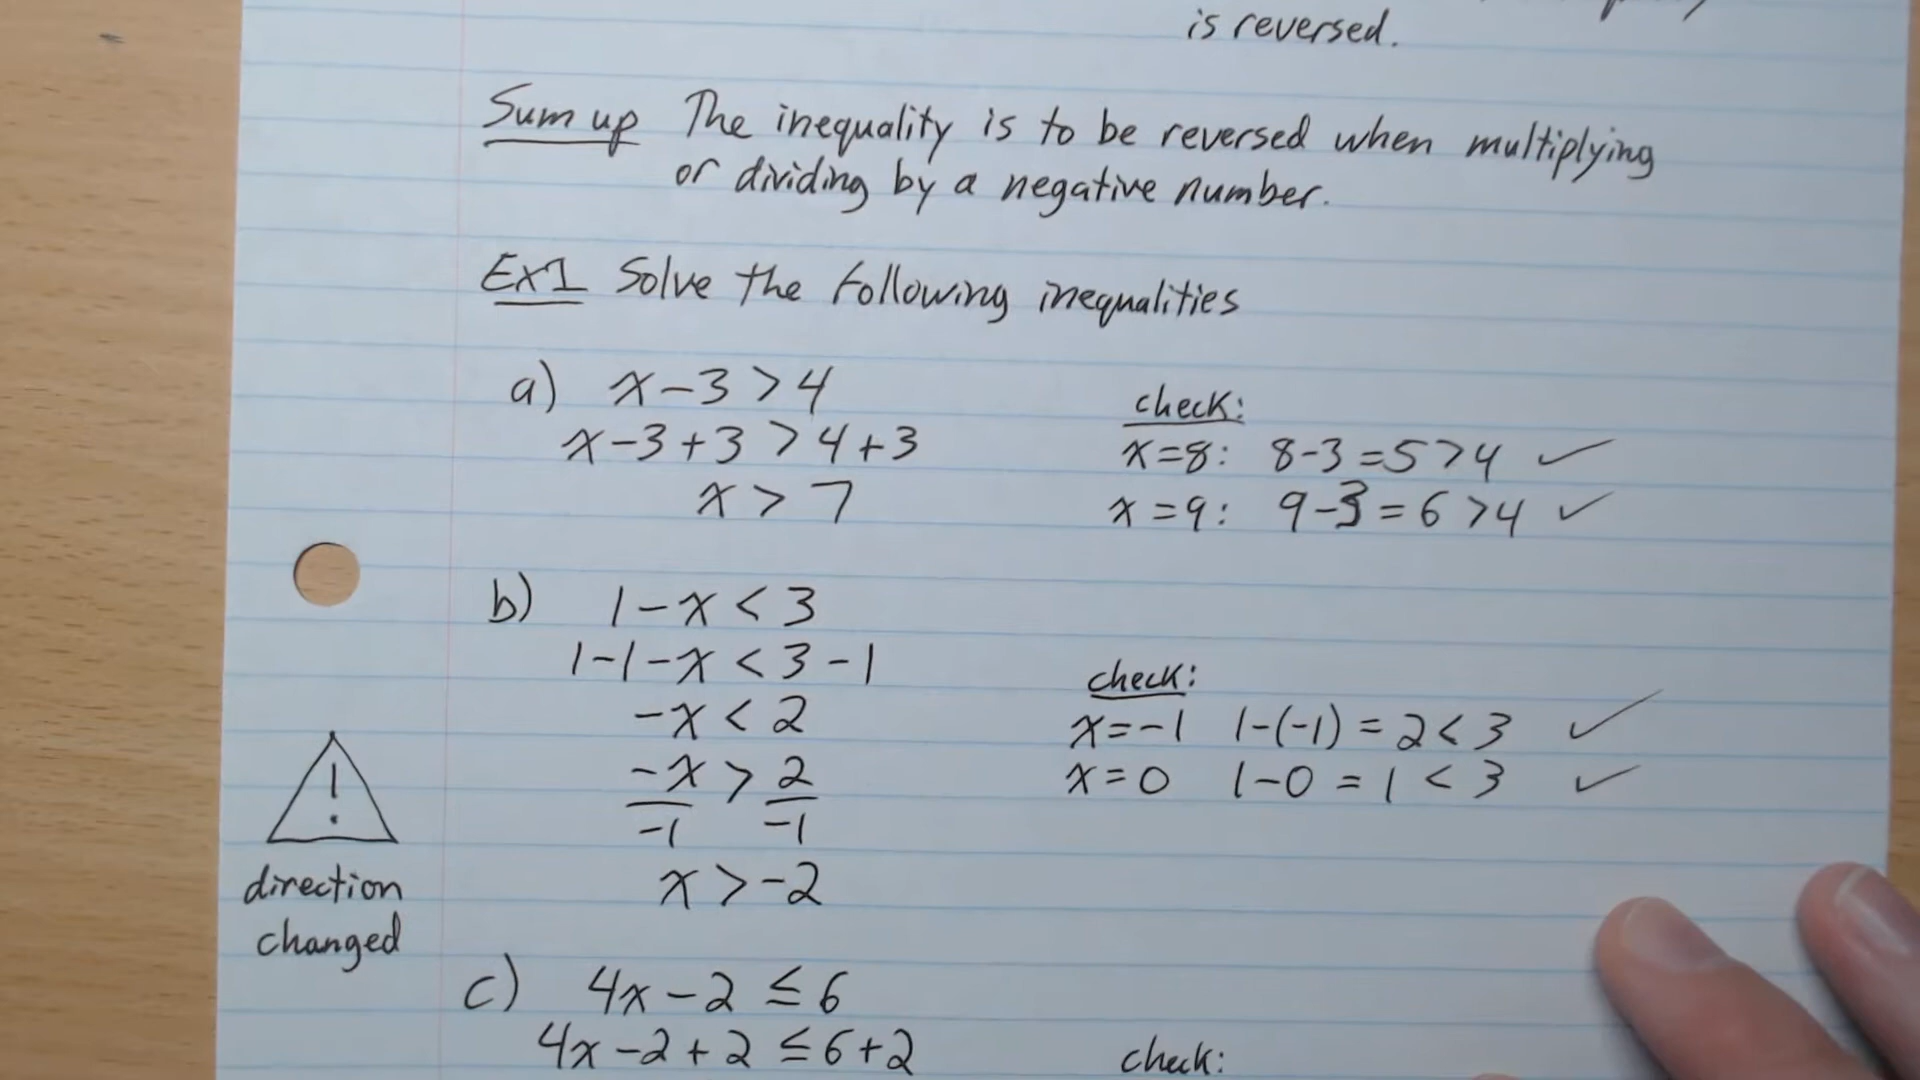 is reversed.
Sum up The inequality is to be reversed when multiplying
or dividing by a negative number.
Ex1 Solve the following inequalities
a) x-3 > 4
x-3+3 > 4+3
x > 7
check:
x=8: 8-3=5>4 ✓
x=9: 9-3=6>4 ✓
b) 1-x < 3
1-1-x < 3-1
-x < 2
-x/-1 > 2/-1
x > -2
check:
x=-1 1-(-1) = 2 < 3 ✓
x=0 1-0 = 1 < 3 ✓
!
direction
changed
c) 4x-2 ≤ 6
4x-2+2 ≤ 6+2
check: